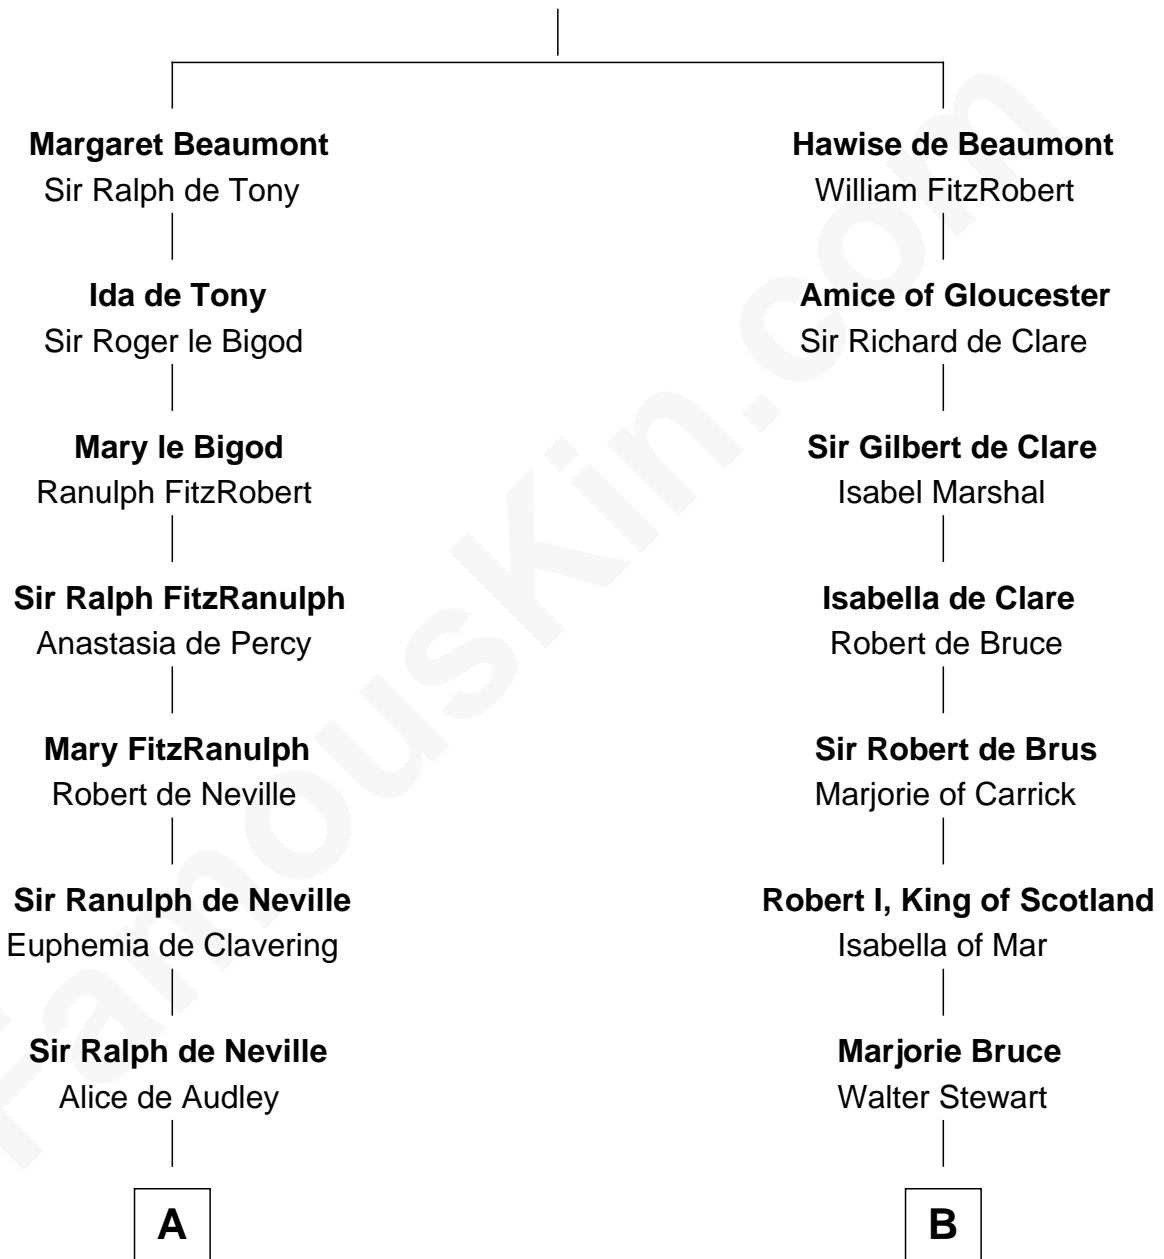 Margaret Beaumont
Sir Ralph de Tony
Hawise de Beaumont
William FitzRobert
Ida de Tony
Sir Roger le Bigod
Amice of Gloucester
Sir Richard de Clare
Mary le Bigod
Ranulph FitzRobert
Sir Gilbert de Clare
Isabel Marshal
Sir Ralph FitzRanulph
Anastasia de Percy
Isabella de Clare
Robert de Bruce
Mary FitzRanulph
Robert de Neville
Sir Robert de Brus
Marjorie of Carrick
Sir Ranulph de Neville
Euphemia de Clavering
Robert I, King of Scotland
Isabella of Mar
Sir Ralph de Neville
Alice de Audley
Marjorie Bruce
Walter Stewart
A
B
FamousKin.com